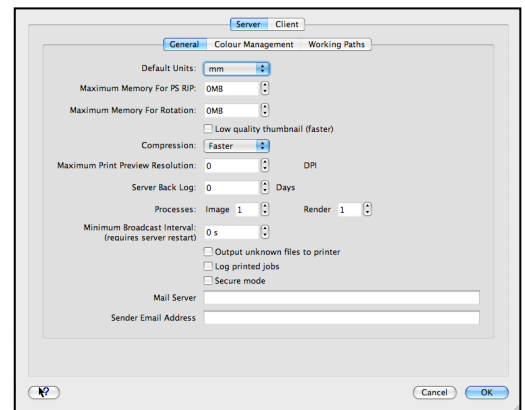 Server Client
General Colour Management Working Paths
Default Units: mm
Maximum Memory For PS RIP: 0MB
Maximum Memory For Rotation: 0MB
Low quality thumbnail (faster)
Compression: Faster
Maximum Print Preview Resolution: 0 DPI
Server Back Log: 0 Days
Processes: Image 1 Render 1
Minimum Broadcast Interval:
(requires server restart) 0 s
Output unknown files to printer
Log printed jobs
Secure mode
Mail Server
Sender Email Address
? Cancel OK